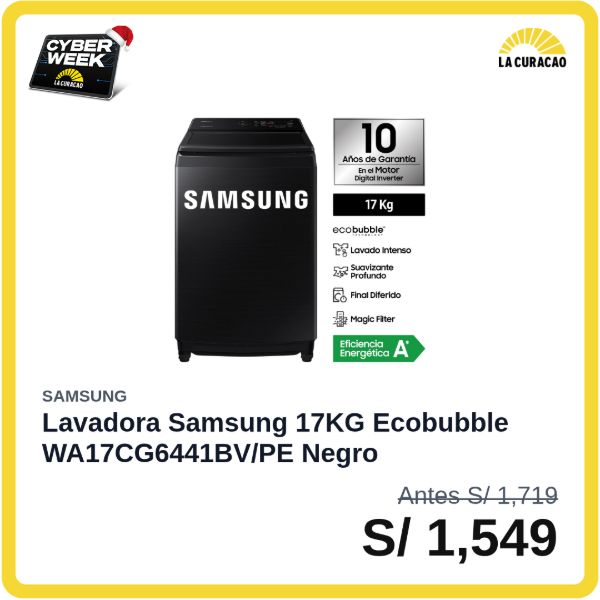 CYBER
WEEK
LA CURACAO
LA CURACAO
SAMSUNG
10
Años de Garantía
En el Motor
Digital Inverter
17 Kg
ecobubble™
TECHNOLOGY
Lavado Intenso
Suavizante
Profundo
Final Diferido
Magic Filter
Eficiencia
Energética A*
SAMSUNG
Lavadora Samsung 17KG Ecobubble
WA17CG6441BV/PE Negro
Antes S/ 1,719
S/ 1,549